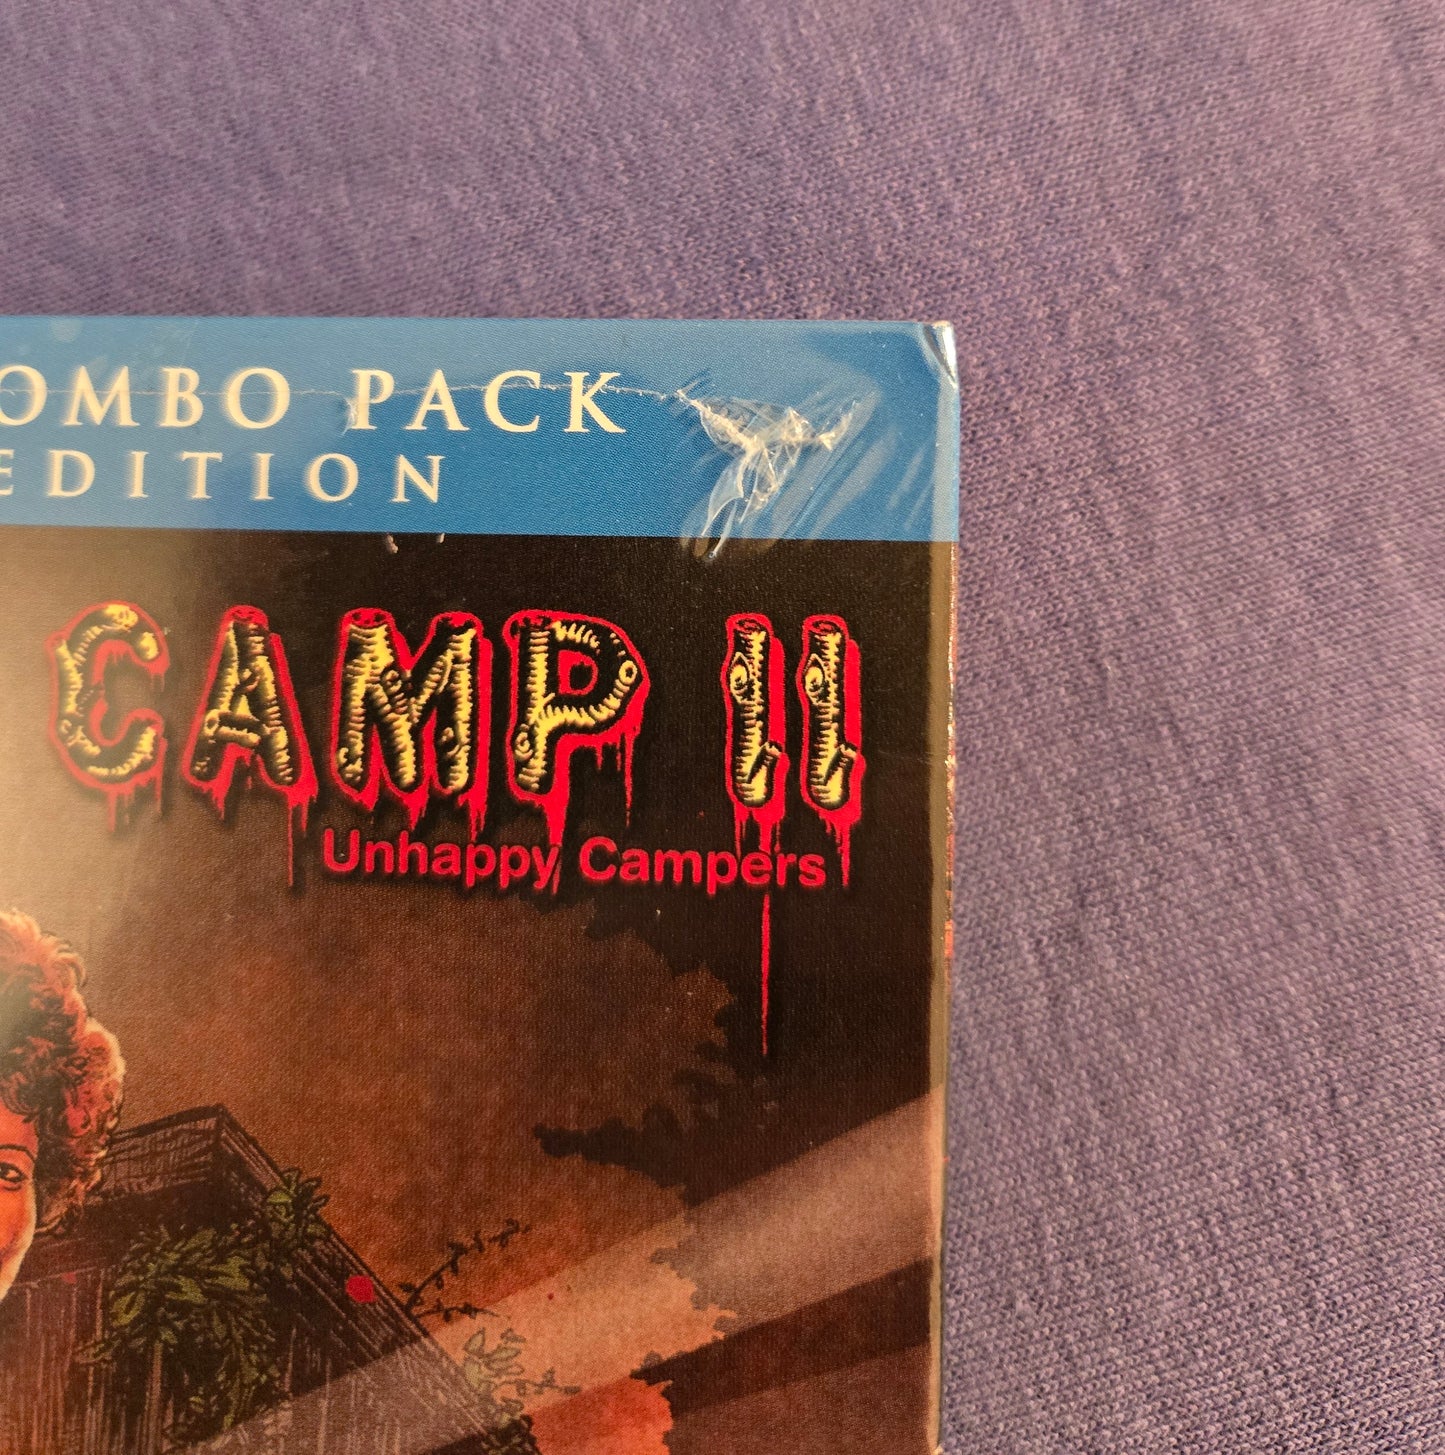 OMBO PACK
EDITION
CAMP II
Unhappy Campers